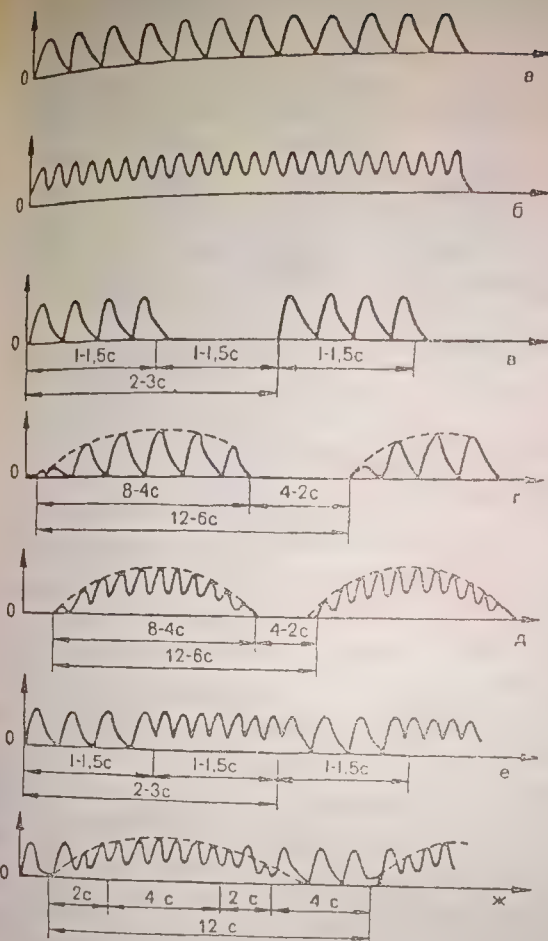 0
а
0
б
0
1-1,5с 1-1,5с 1-1,5с
2-3с
в
0
8-4с 4-2с
12-6с
г
0
8-4с 4-2с
12-6с
д
0
1-1,5с 1-1,5с 1-1,5с
2-3с
е
0
2с 4 с 2 с 4 с
12 с
ж